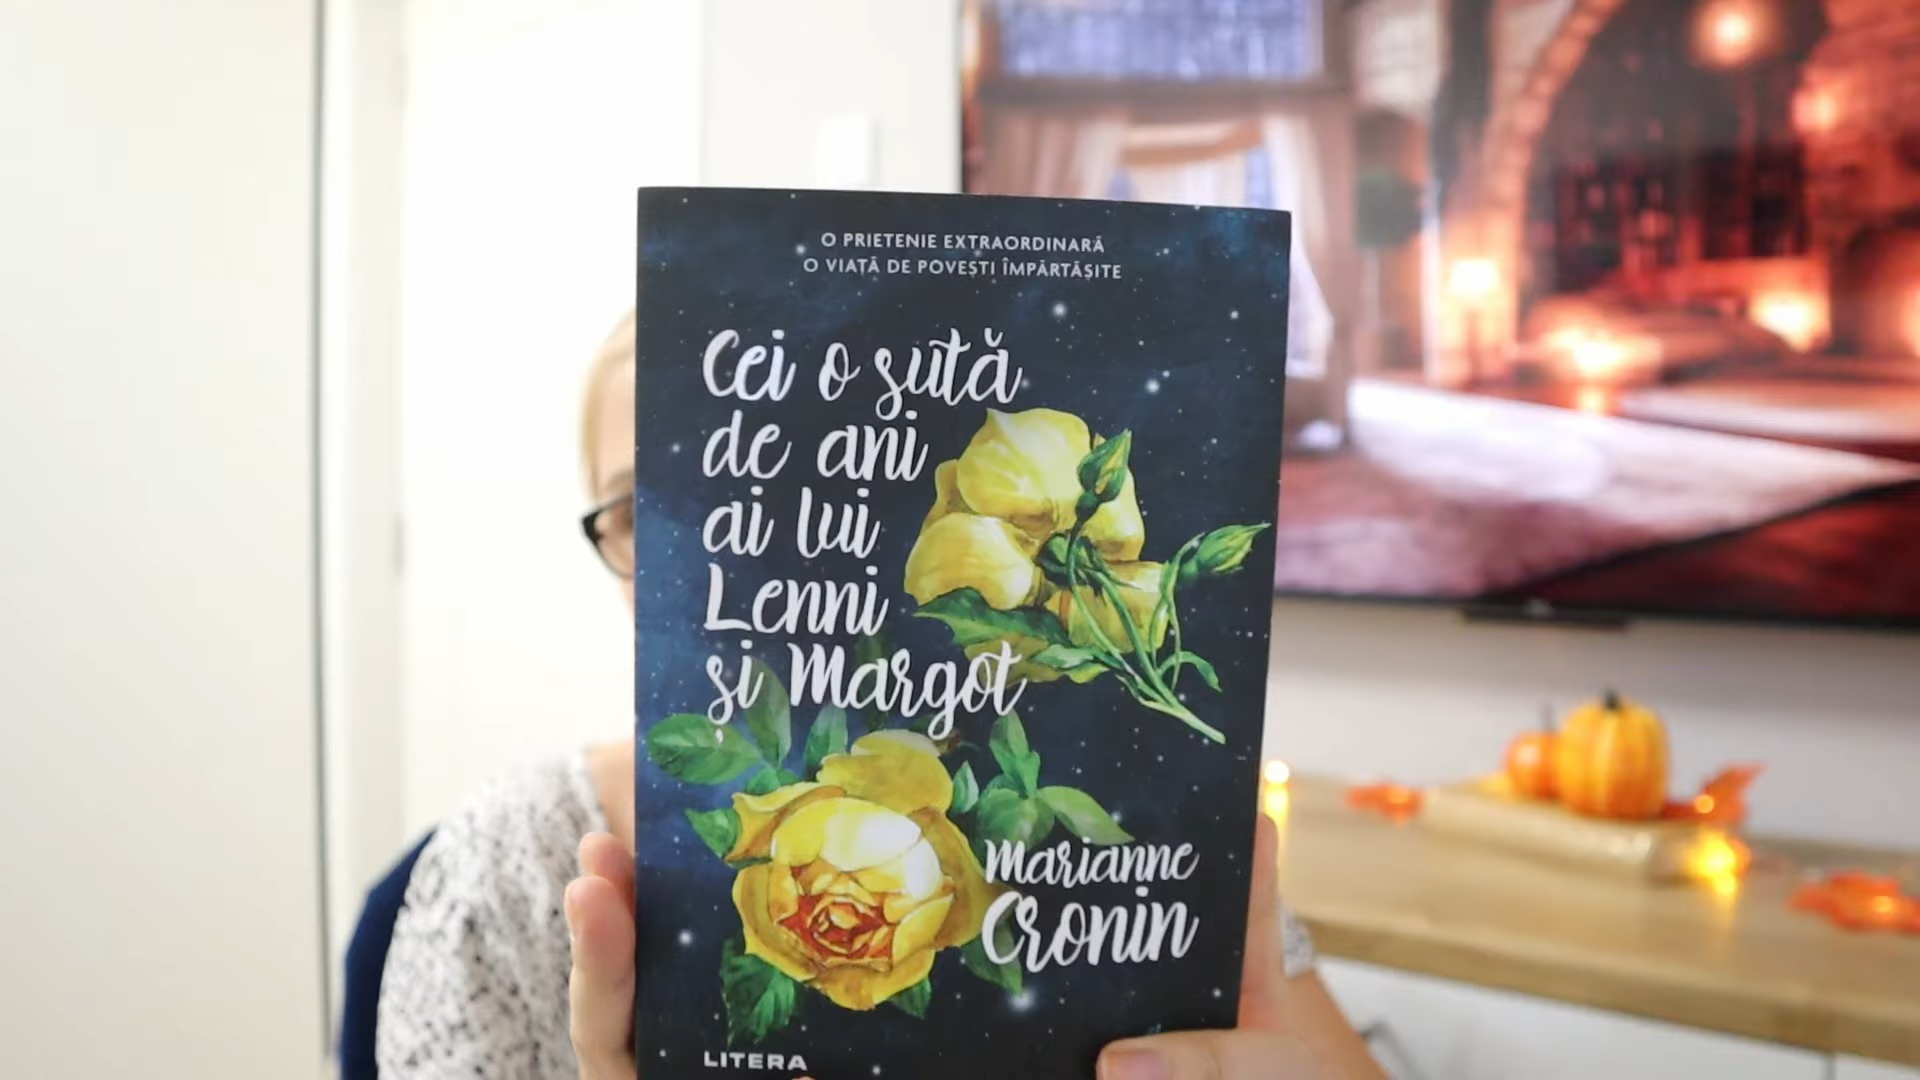 O PRIETENIE EXTRAORDINARĂ
O VIAȚĂ DE POVEȘTI ÎMPĂRTĂȘITE
Cei o sută
de ani
ai lui
Lenni
și Margot
Marianne
Cronin
LITERA